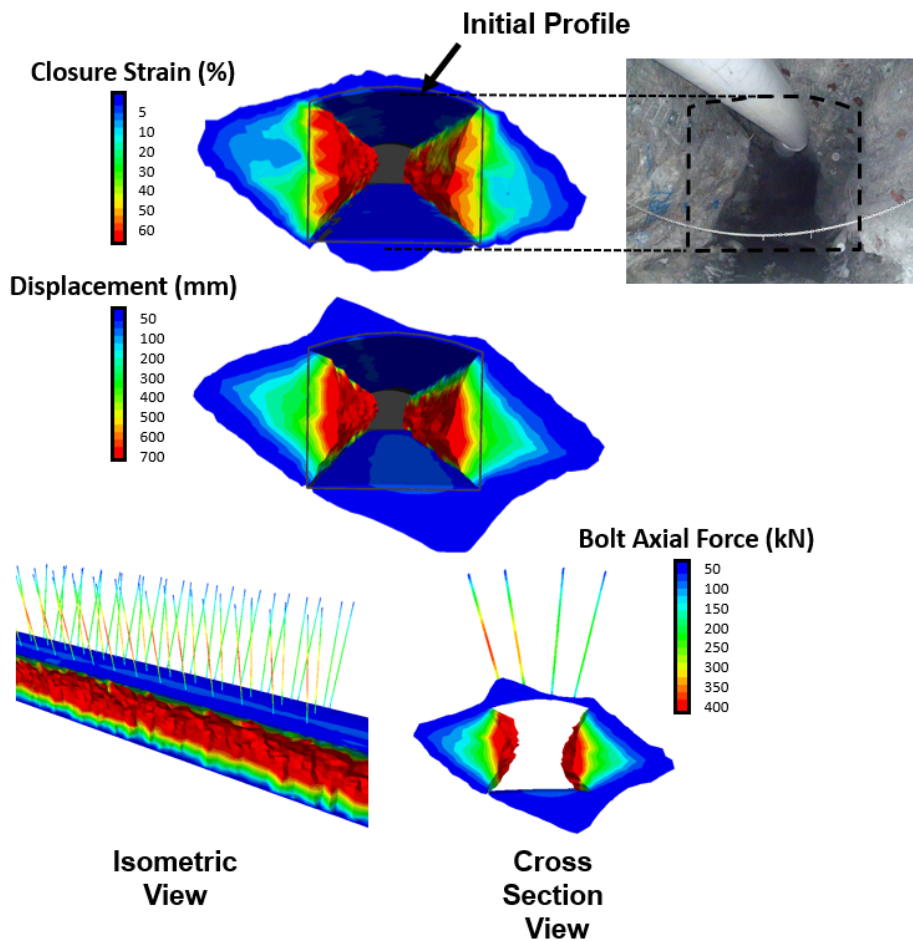 Initial Profile
Closure Strain (%)
5
10
20
30
40
50
60
Displacement (mm)
50
100
200
300
400
500
600
700
Bolt Axial Force (kN)
50
100
150
200
250
300
350
400
Isometric
View
Cross
Section
View